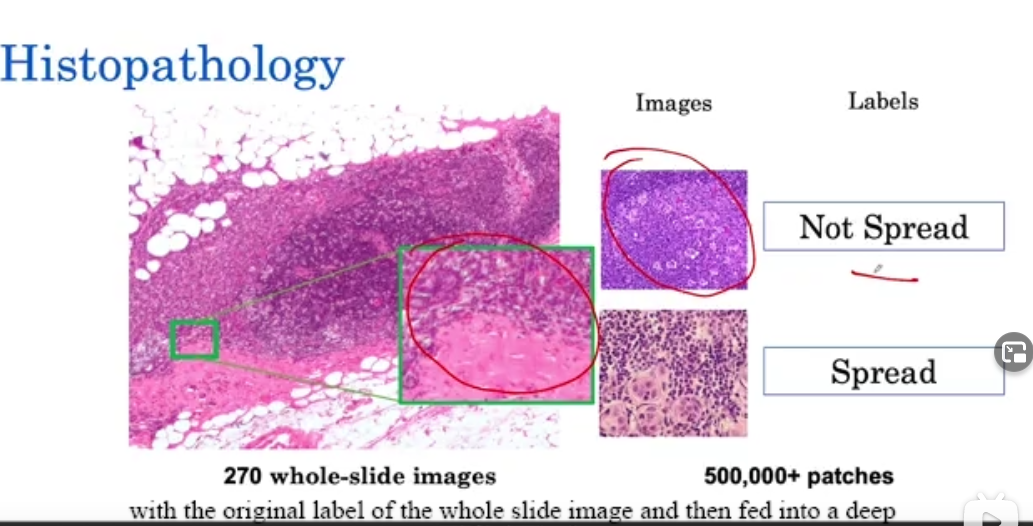 Histopathology
Images
Labels
Not Spread
Spread
270 whole-slide images
500,000+ patches
with the original label of the whole slide image and then fed into a deep